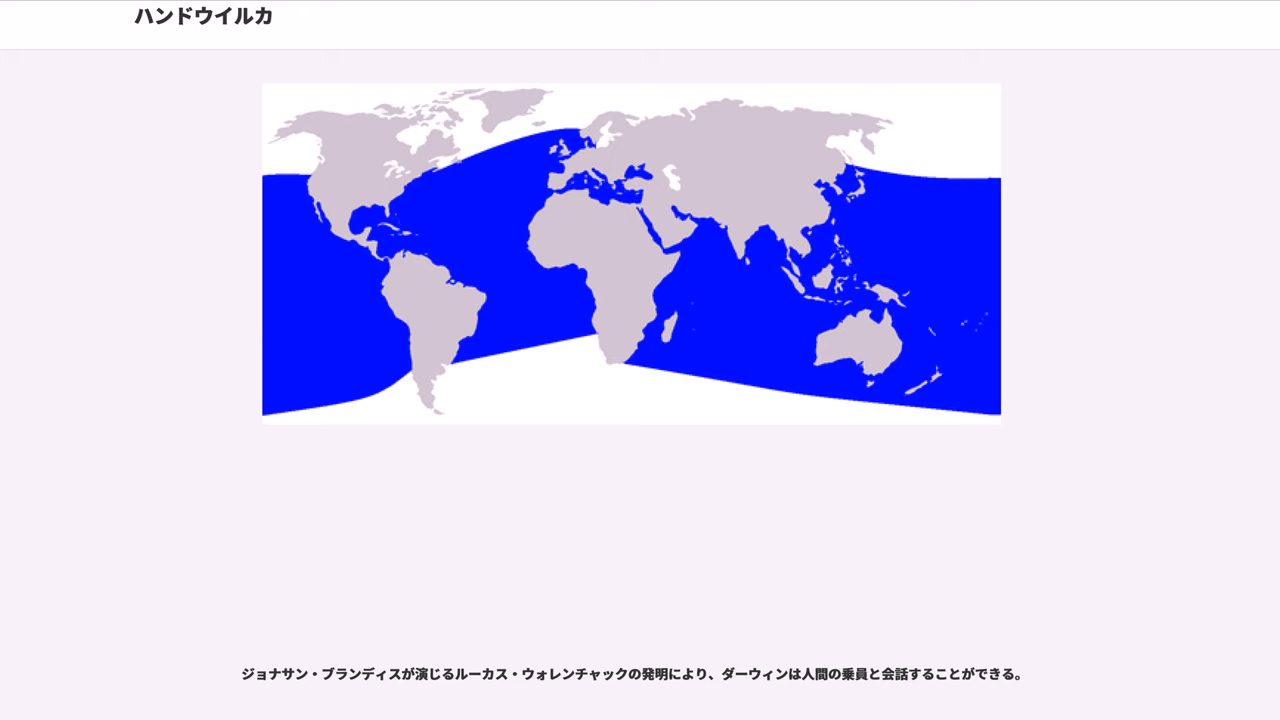 ハンドウイルカ
ジョナサン・ブランディスが演じるルーカス・ウォレンチャックの発明により、ダーウィンは人間の乗員と会話することができる。